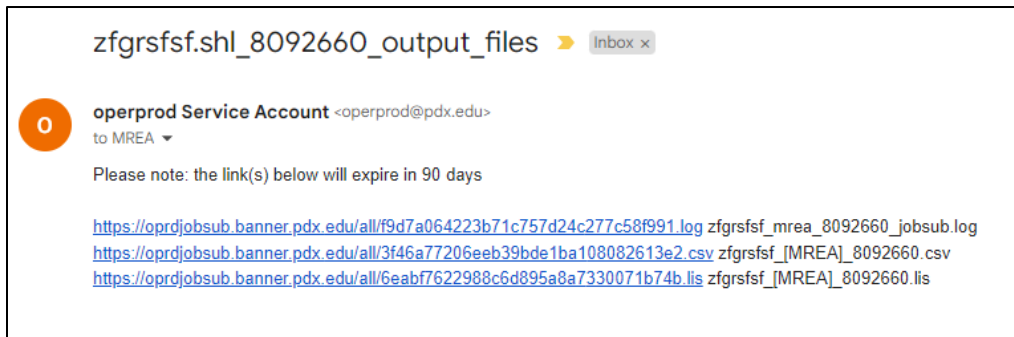 zfgrsfsf.shl_8092660_output_files Inbox x
O
operprod Service Account <operprod@pdx.edu>
to MREA
Please note: the link(s) below will expire in 90 days
https://oprdjobsub.banner.pdx.edu/all/f9d7a064223b71c757d24c277c58f991.log zfgrsfsf_mrea_8092660_jobsub.log
https://oprdjobsub.banner.pdx.edu/all/3f46a77206eeb39bde1ba108082613e2.csv zfgrsfsf_[MREA]_8092660.csv
https://oprdjobsub.banner.pdx.edu/all/6eabf7622988c6d895a8a7330071b74b.lis zfgrsfsf_[MREA]_8092660.lis